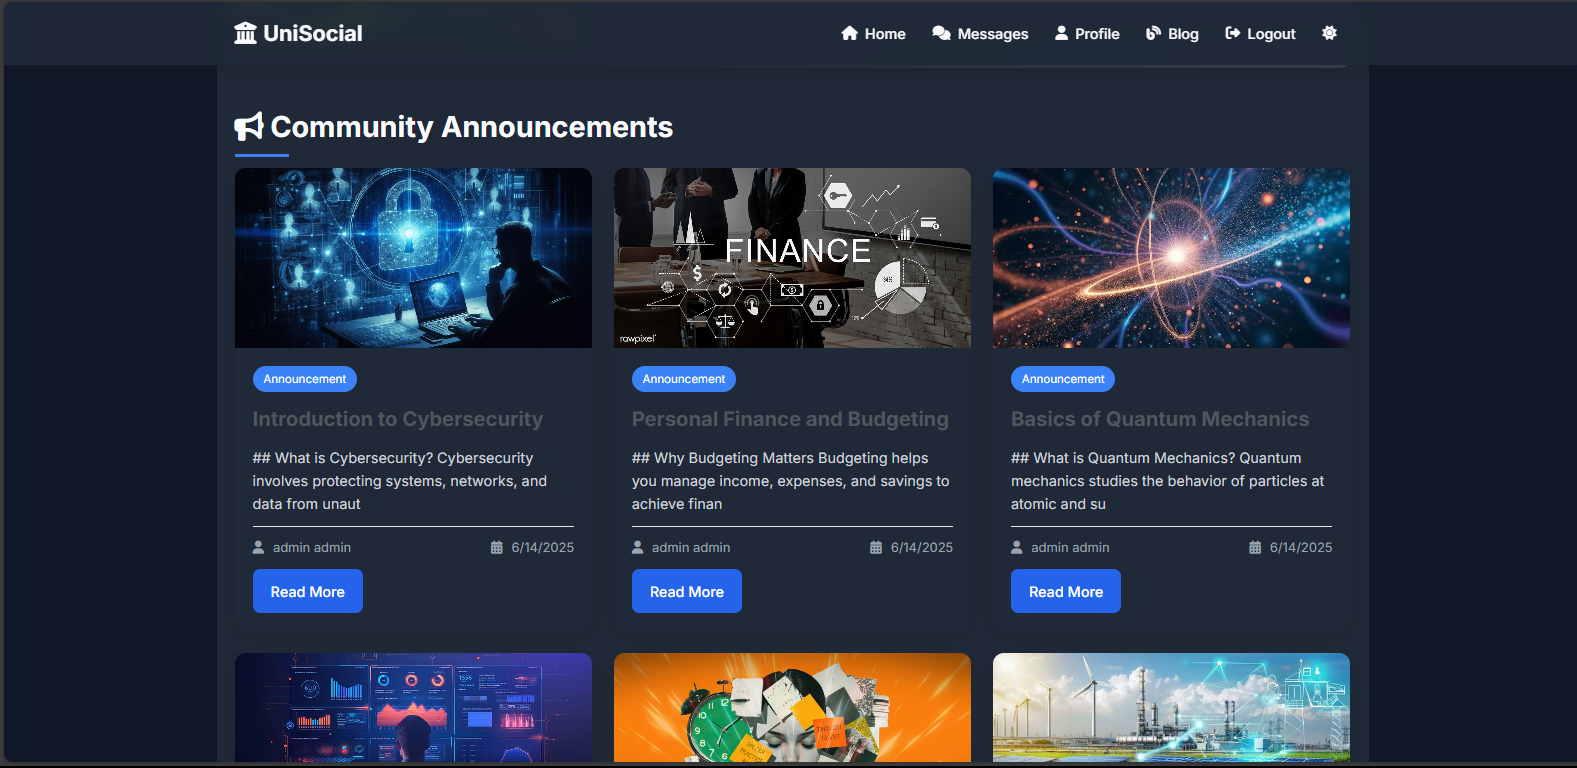 UniSocial
Home Messages Profile Blog Logout
Community Announcements
FINANCE
rawpixel
Announcement
Introduction to Cybersecurity
## What is Cybersecurity? Cybersecurity
involves protecting systems, networks, and
data from unaut
admin admin 6/14/2025
Read More
Announcement
Personal Finance and Budgeting
## Why Budgeting Matters Budgeting helps
you manage income, expenses, and savings to
achieve finan
admin admin 6/14/2025
Read More
Announcement
Basics of Quantum Mechanics
## What is Quantum Mechanics? Quantum
mechanics studies the behavior of particles at
atomic and su
admin admin 6/14/2025
Read More